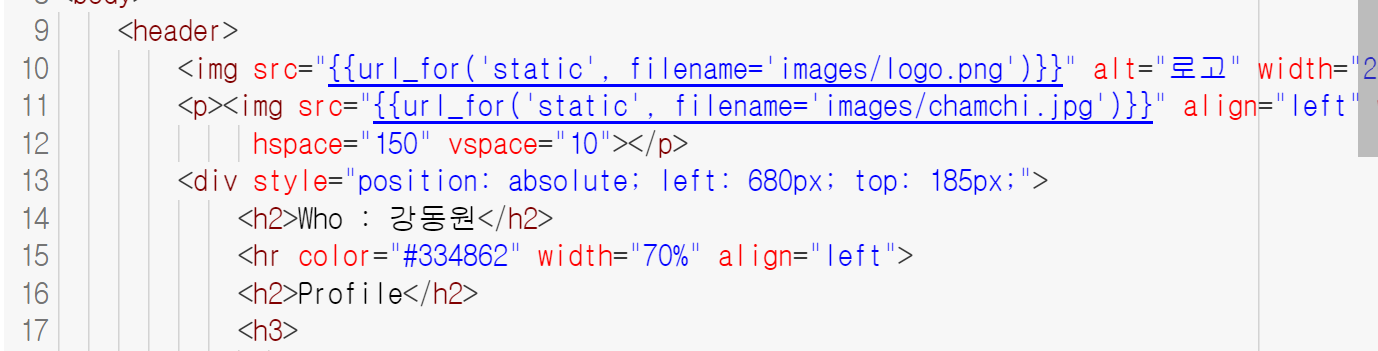 8 <body>
9 <header>
10 <img src="{{url_for('static', filename='images/logo.png')}}" alt="로고" width="2
11 <p><img src="{{url_for('static', filename='images/chamchi.jpg')}}" align="left"
12 hspace="150" vspace="10"></p>
13 <div style="position: absolute; left: 680px; top: 185px;">
14 <h2>Who : 강동원</h2>
15 <hr color="#334862" width="70%" align="left">
16 <h2>Profile</h2>
17 <h3>